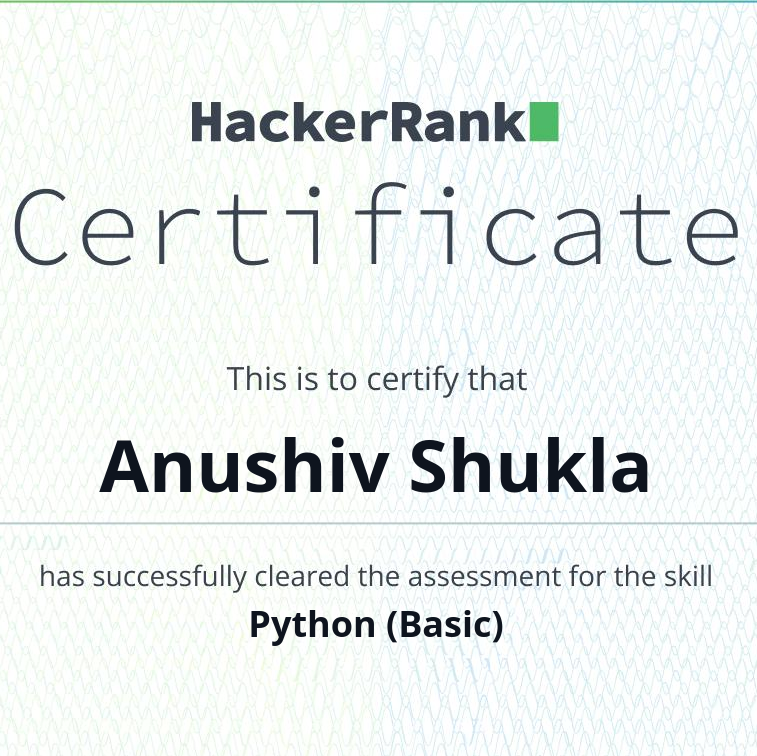 HackerRank
Certificate
This is to certify that
Anushiv Shukla
has successfully cleared the assessment for the skill
Python (Basic)